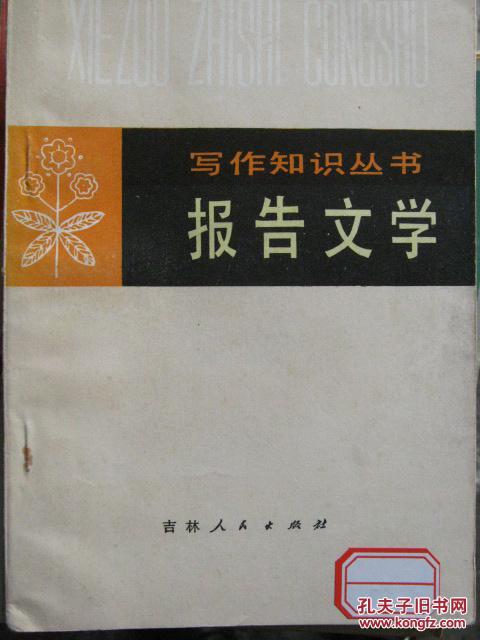 XIEZUO ZHISHI CONGSHU
写作知识丛书
报告文学
吉林人民出版社
孔夫子旧书网
www.kongfz.com